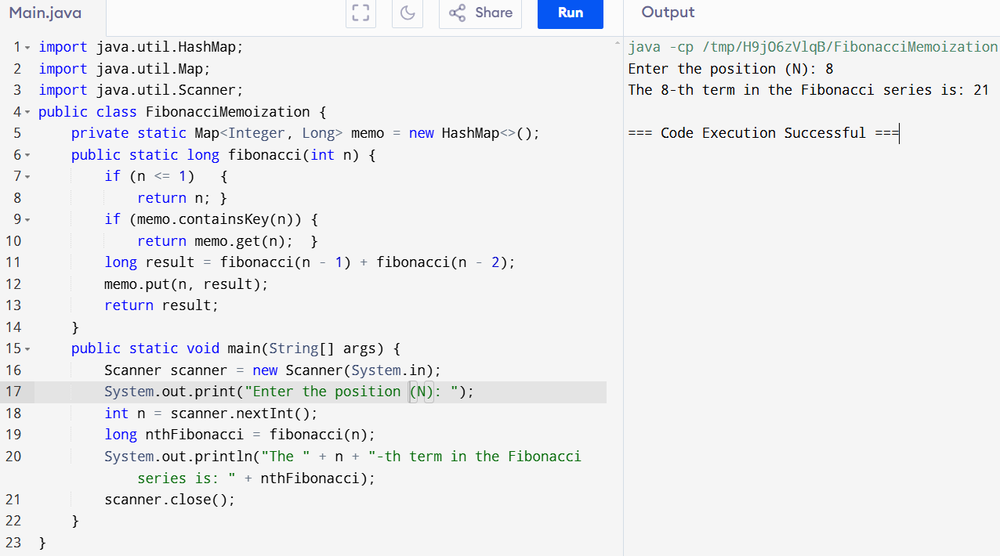 Main.java
Share
Run
Output
1 import java.util.HashMap;
2 import java.util.Map;
3 import java.util.Scanner;
4 public class FibonacciMemoization {
5     private static Map<Integer, Long> memo = new HashMap<>();
6     public static long fibonacci(int n) {
7         if (n <= 1)   {
8             return n; }
9         if (memo.containsKey(n)) {
10             return memo.get(n);  }
11         long result = fibonacci(n - 1) + fibonacci(n - 2);
12         memo.put(n, result);
13         return result;
14     }
15     public static void main(String[] args) {
16         Scanner scanner = new Scanner(System.in);
17         System.out.print("Enter the position (N): ");
18         int n = scanner.nextInt();
19         long nthFibonacci = fibonacci(n);
20         System.out.println("The " + n + "-th term in the Fibonacci
            series is: " + nthFibonacci);
21         scanner.close();
22     }
23 }
java -cp /tmp/H9jO6zVlqB/FibonacciMemoization
Enter the position (N): 8
The 8-th term in the Fibonacci series is: 21
=== Code Execution Successful ===